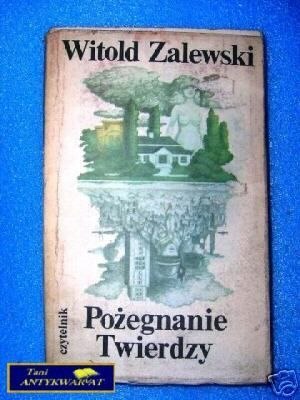 Witold Zalewski
czytelnik
Pożegnanie
Twierdzy
Tani
ANTYKWARIAT